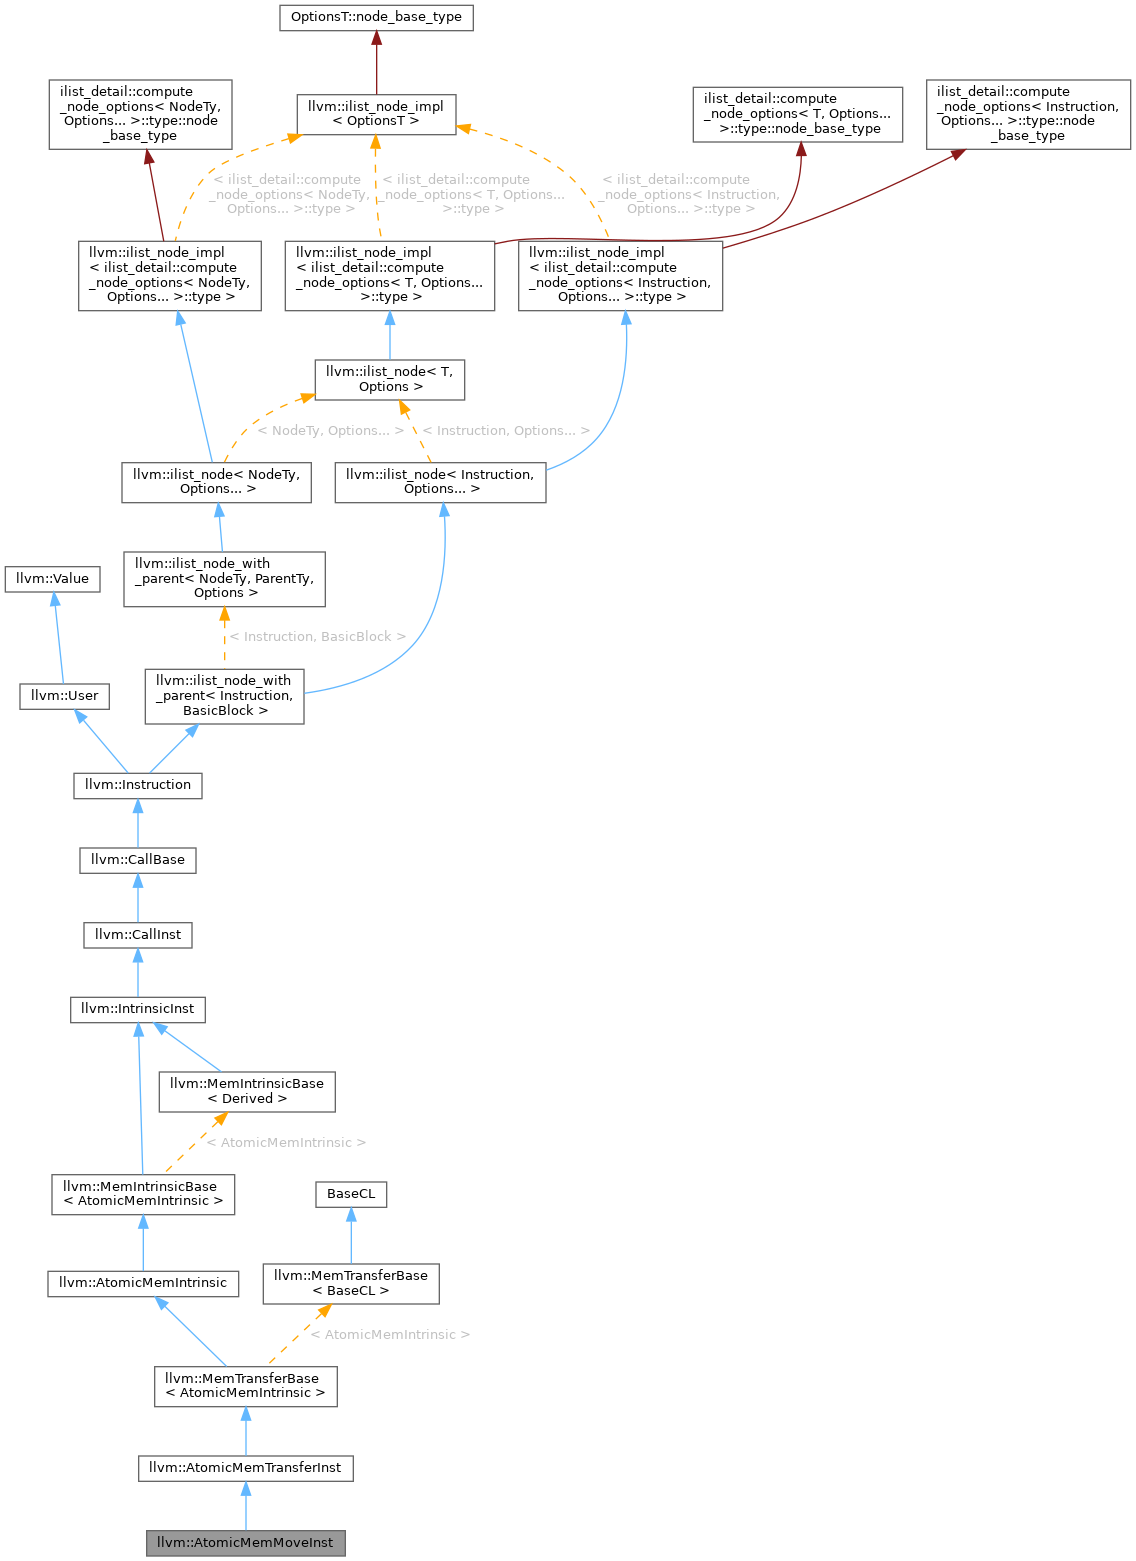 OptionsT::node_base_type
ilist_detail::compute
_node_options< NodeTy,
Options... >::type::node
_base_type
llvm::ilist_node_impl
< OptionsT >
ilist_detail::compute
_node_options< T, Options...
>::type::node_base_type
ilist_detail::compute
_node_options< Instruction,
Options... >::type::node
_base_type
< ilist_detail::compute
_node_options< NodeTy,
Options... >::type >
< ilist_detail::compute
_node_options< T, Options...
>::type >
< ilist_detail::compute
_node_options< Instruction,
Options... >::type >
llvm::ilist_node_impl
< ilist_detail::compute
_node_options< NodeTy,
Options... >::type >
llvm::ilist_node_impl
< ilist_detail::compute
_node_options< T, Options...
>::type >
llvm::ilist_node_impl
< ilist_detail::compute
_node_options< Instruction,
Options... >::type >
llvm::ilist_node< T,
Options >
< NodeTy, Options... >
< Instruction, Options... >
llvm::ilist_node< NodeTy,
Options... >
llvm::ilist_node< Instruction,
Options... >
llvm::Value
llvm::ilist_node_with
_parent< NodeTy, ParentTy,
Options >
< Instruction, BasicBlock >
llvm::User
llvm::ilist_node_with
_parent< Instruction,
BasicBlock >
llvm::Instruction
llvm::CallBase
llvm::CallInst
llvm::IntrinsicInst
llvm::MemIntrinsicBase
< Derived >
< AtomicMemIntrinsic >
llvm::MemIntrinsicBase
< AtomicMemIntrinsic >
BaseCL
llvm::AtomicMemIntrinsic
llvm::MemTransferBase
< BaseCL >
< AtomicMemIntrinsic >
llvm::MemTransferBase
< AtomicMemIntrinsic >
llvm::AtomicMemTransferInst
llvm::AtomicMemMoveInst